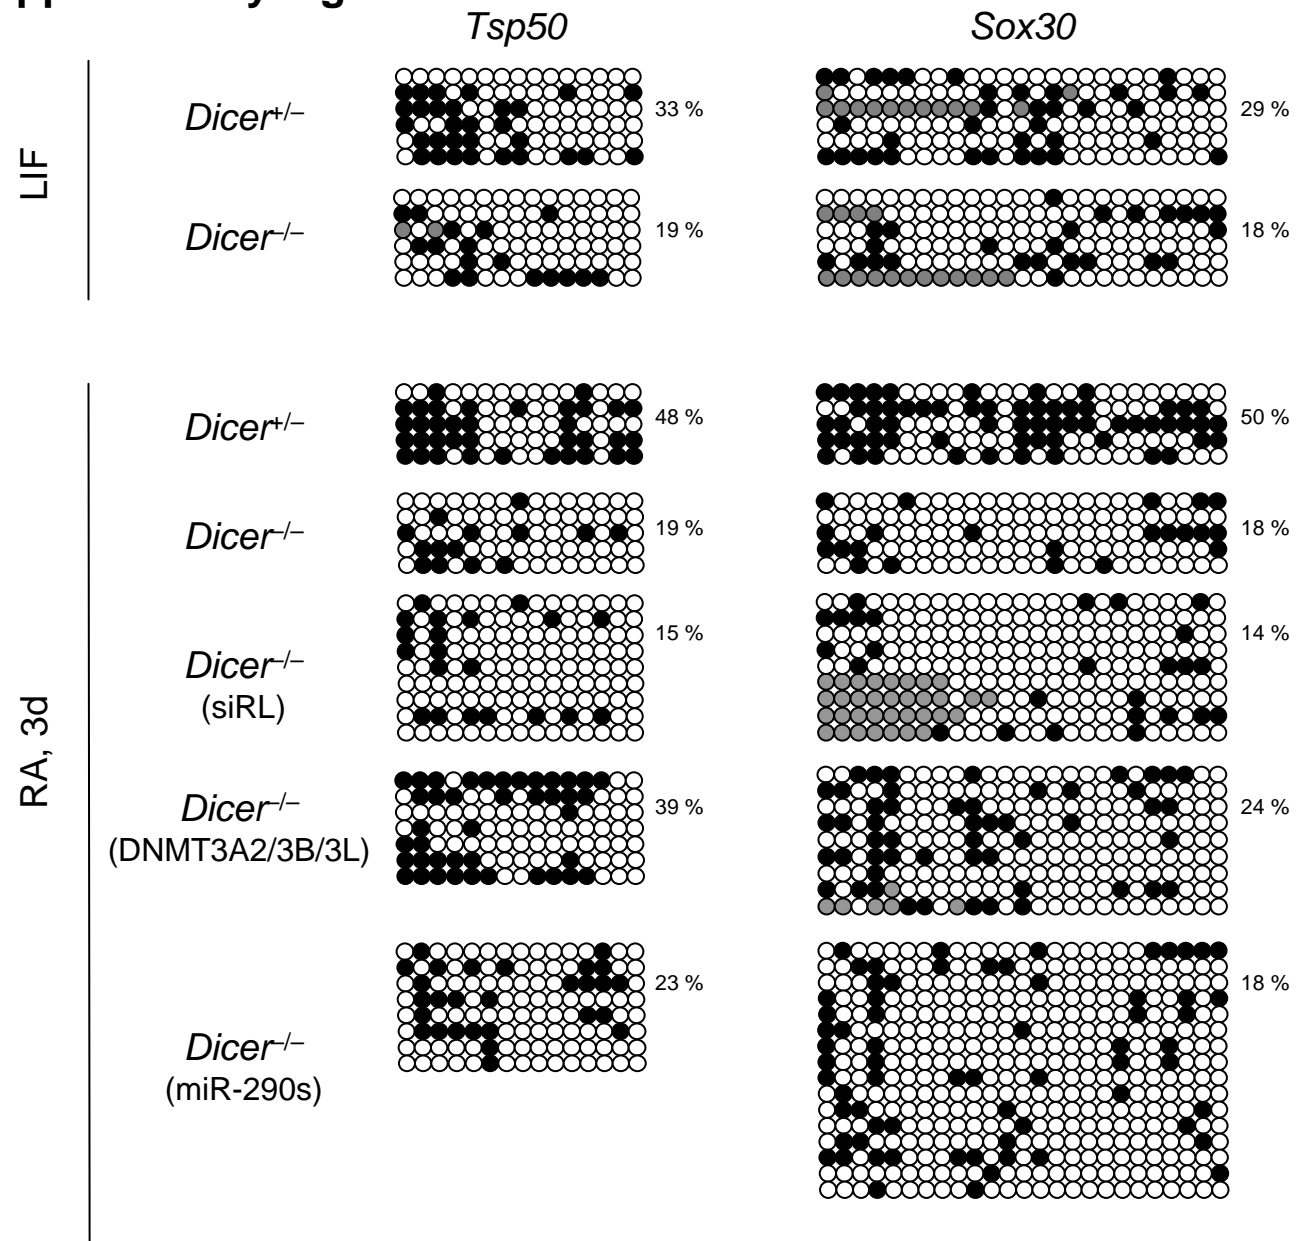 Tsp50 Sox30
LIF
Dicer+/– 33 % 29 %
Dicer–/– 19 % 18 %
RA, 3d
Dicer+/– 48 % 50 %
Dicer–/– 19 % 18 %
Dicer–/– 15 % 14 %
(siRL)
Dicer–/– 39 % 24 %
(DNMT3A2/3B/3L)
Dicer–/– 23 % 18 %
(miR-290s)